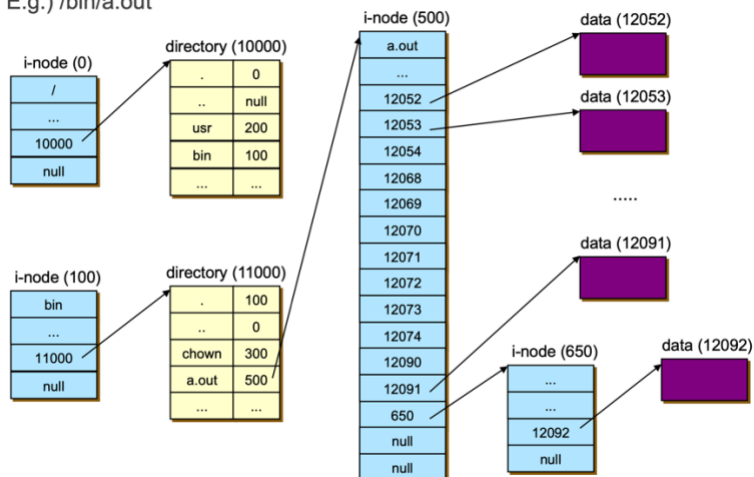 E.g.) /bin/a.out
i-node (0)
/
...
10000
null
directory (10000)
. 0
.. null
usr 200
bin 100
... ...
i-node (100)
bin
...
11000
null
directory (11000)
. 100
.. 0
chown 300
a.out 500
... ...
i-node (500)
a.out
...
12052
12053
12054
12068
12069
12070
12071
12072
12073
12074
12090
12091
650
null
null
data (12052)
data (12053)
.....
data (12091)
i-node (650)
...
...
12092
null
data (12092)